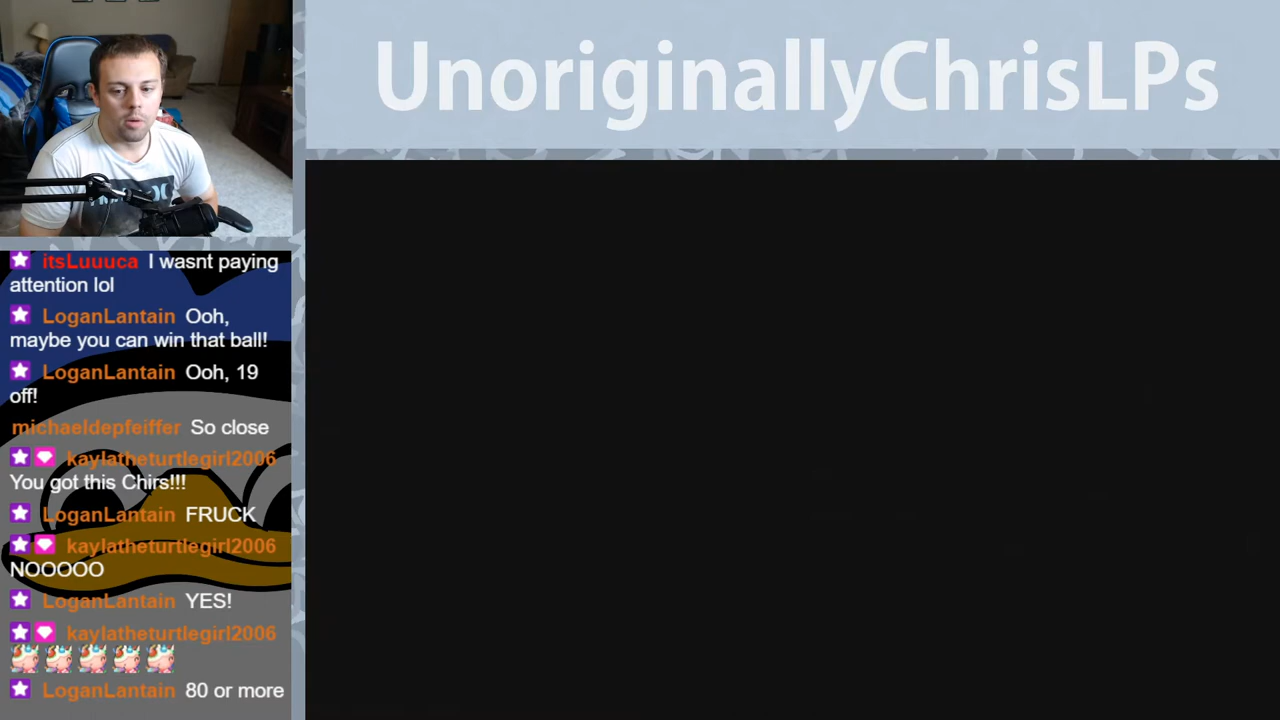 UnoriginallyChrisLPs
itsLuuuca I wasnt paying
attention lol
LoganLantain Ooh,
maybe you can win that ball!
LoganLantain Ooh, 19
off!
michaeldepfeiffer So close
kaylatheturtlegirl2006
You got this Chirs!!!
LoganLantain FRUCK
kaylatheturtlegirl2006
NOOOOO
LoganLantain YES!
kaylatheturtlegirl2006
LoganLantain 80 or more